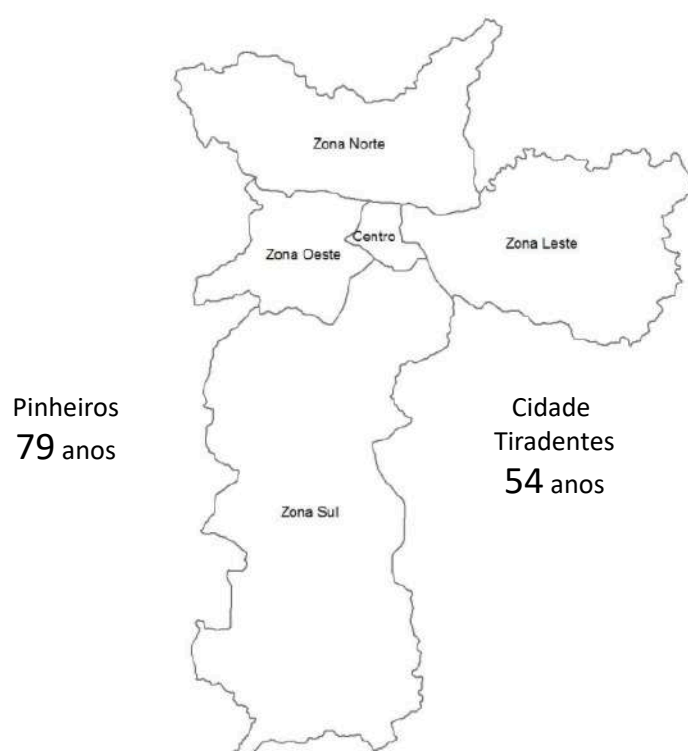 Zona Norte
Centro
Zona Oeste
Zona Leste
Pinheiros
79 anos
Cidade
Tiradentes
54 anos
Zona Sul